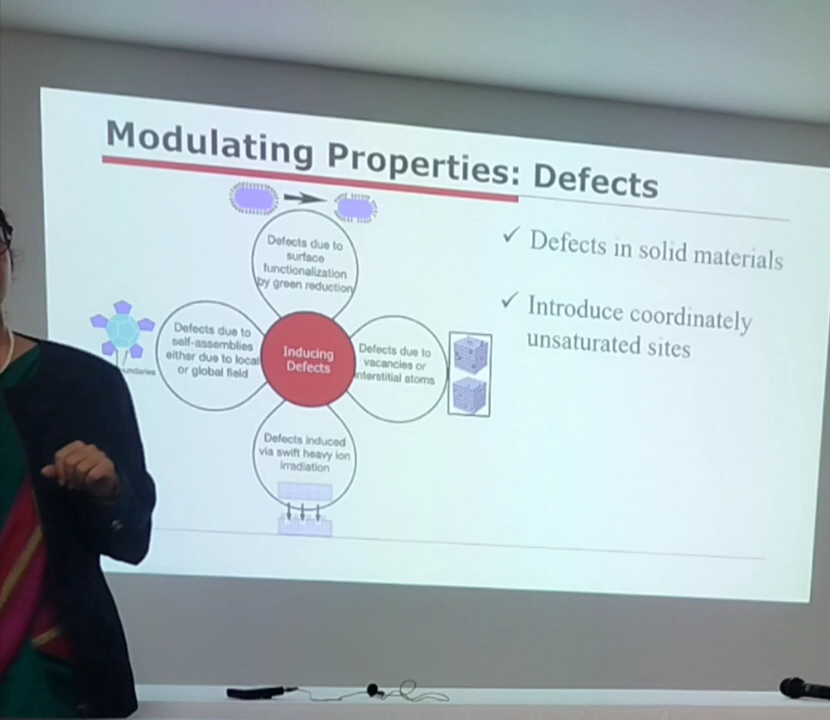 Modulating Properties: Defects
Defects due to
surface
functionalization
by green reduction
Defects due to
self-assemblies
either due to local
or global field
Inducing
Defects
Defects due to
vacancies or
interstitial atoms
Defects induced
via swift heavy ion
irradiation
✓ Defects in solid materials
✓ Introduce coordinately
unsaturated sites